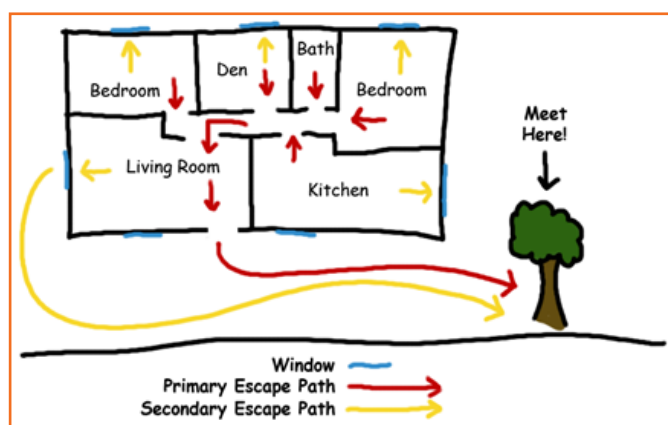 Bath
Den
Bedroom
Bedroom
Meet
Here!
Living Room
Kitchen
Window
Primary Escape Path
Secondary Escape Path